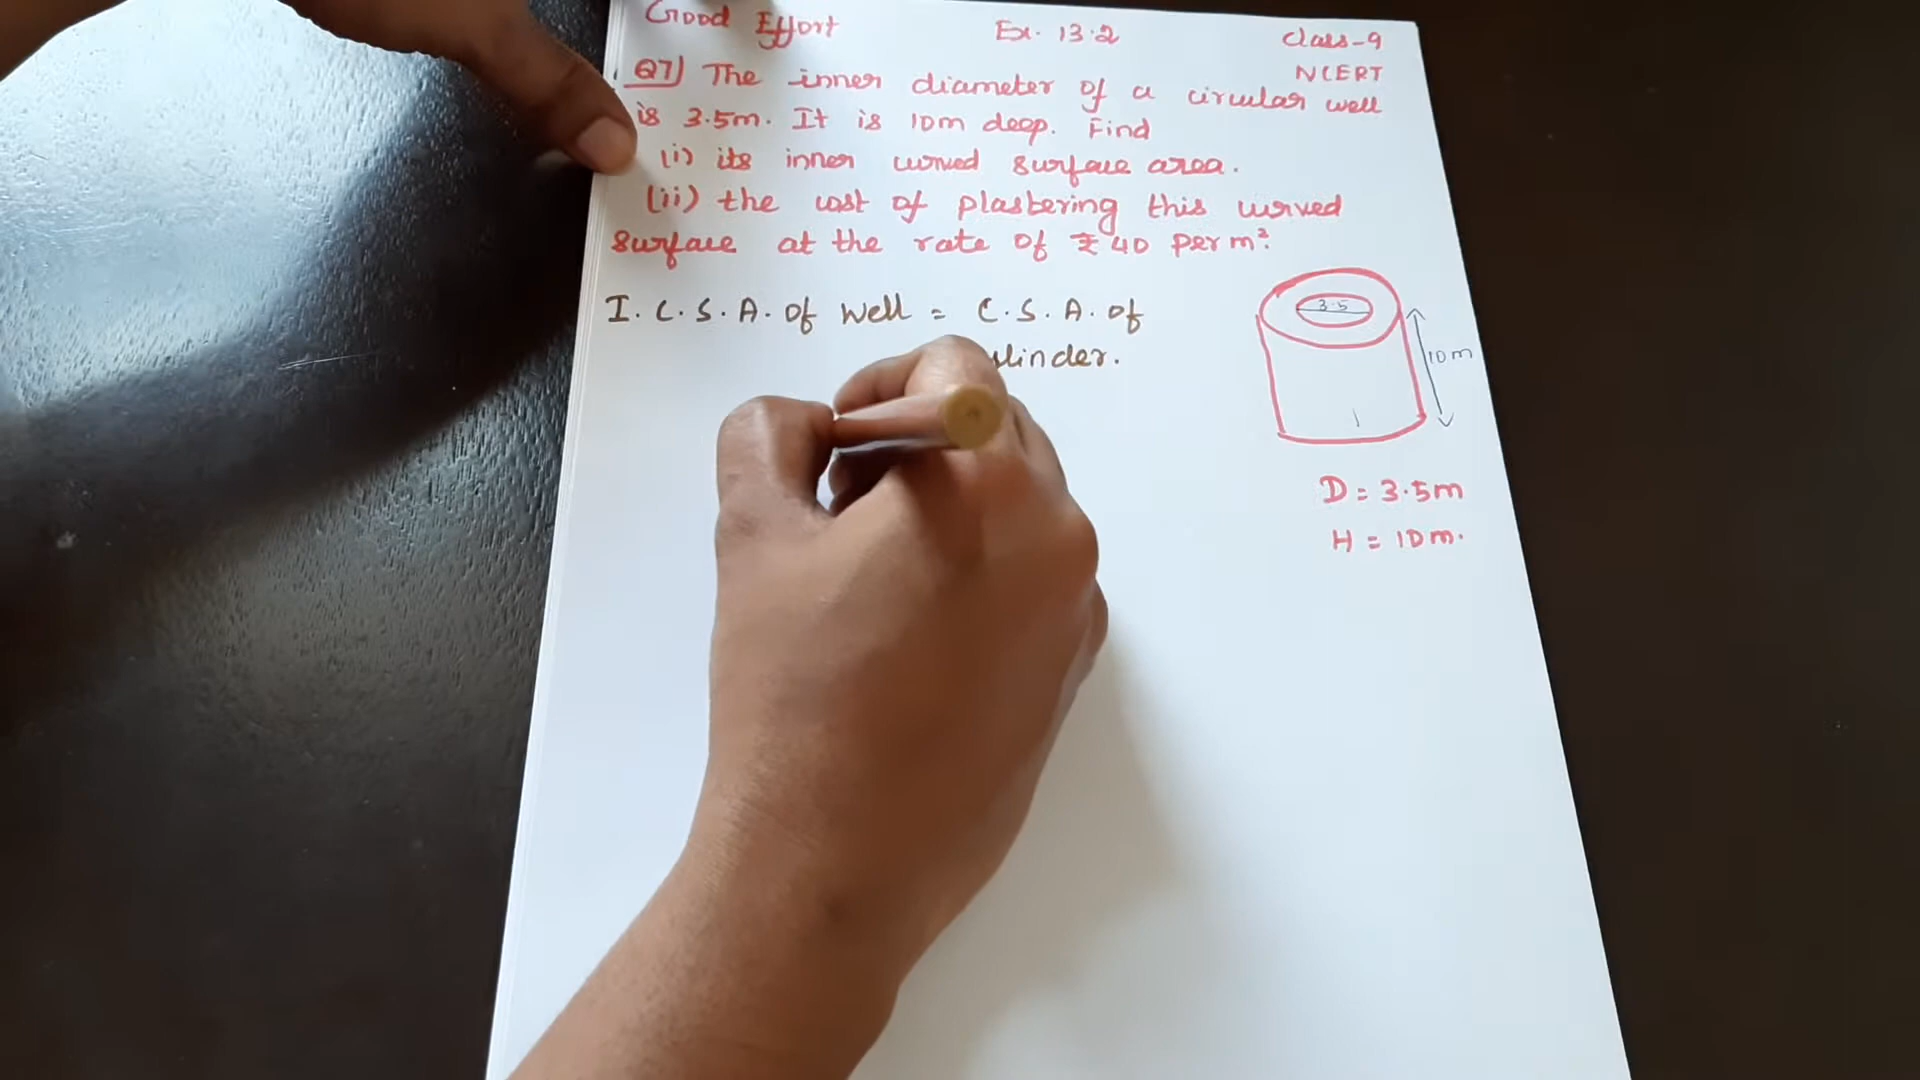 Good Effort Ex. 13.2 Class-9
NCERT
Q7) The inner diameter of a circular well
is 3.5m. It is 10m deep. Find
(i) its inner curved surface area.
(ii) the cost of plastering this curved
surface at the rate of ₹40 per m².
I.C.S.A. of well = C.S.A. of
ylinder.
3.5
10m
D = 3.5m
H = 10m.